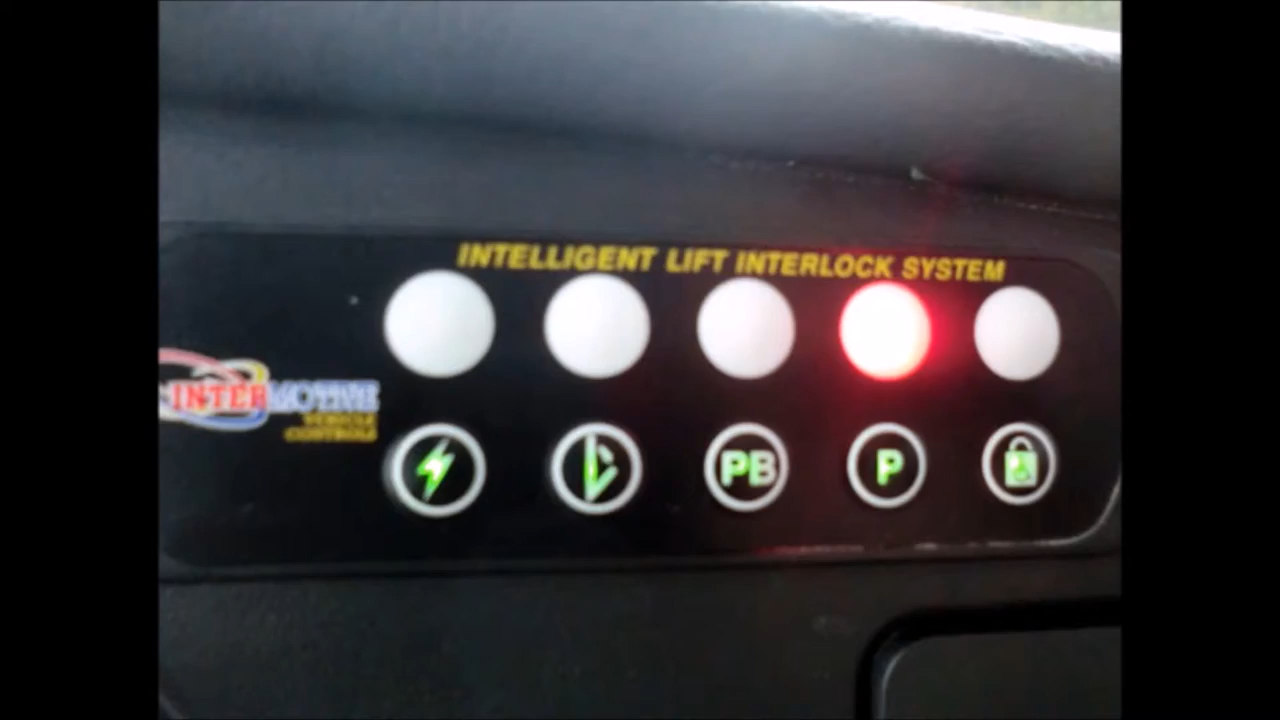 INTELLIGENT LIFT INTERLOCK SYSTEM
INTERMOTIVE
VEHICLE
CONTROLS
PB
P